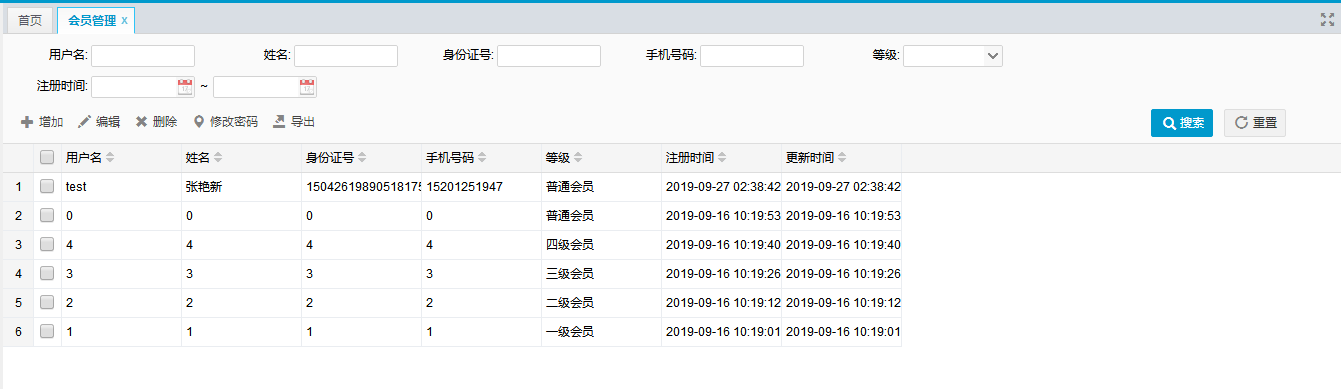 首页 会员管理 x
用户名: 姓名: 身份证号: 手机号码: 等级:
注册时间: ~
增加 编辑 删除 修改密码 导出 搜索 重置
用户名 姓名 身份证号 手机号码 等级 注册时间 更新时间
1 test 张艳新 15042619890518175 15201251947 普通会员 2019-09-27 02:38:42 2019-09-27 02:38:42
2 0 0 0 0 普通会员 2019-09-16 10:19:53 2019-09-16 10:19:53
3 4 4 4 4 四级会员 2019-09-16 10:19:40 2019-09-16 10:19:40
4 3 3 3 3 三级会员 2019-09-16 10:19:26 2019-09-16 10:19:26
5 2 2 2 2 二级会员 2019-09-16 10:19:12 2019-09-16 10:19:12
6 1 1 1 1 一级会员 2019-09-16 10:19:01 2019-09-16 10:19:01